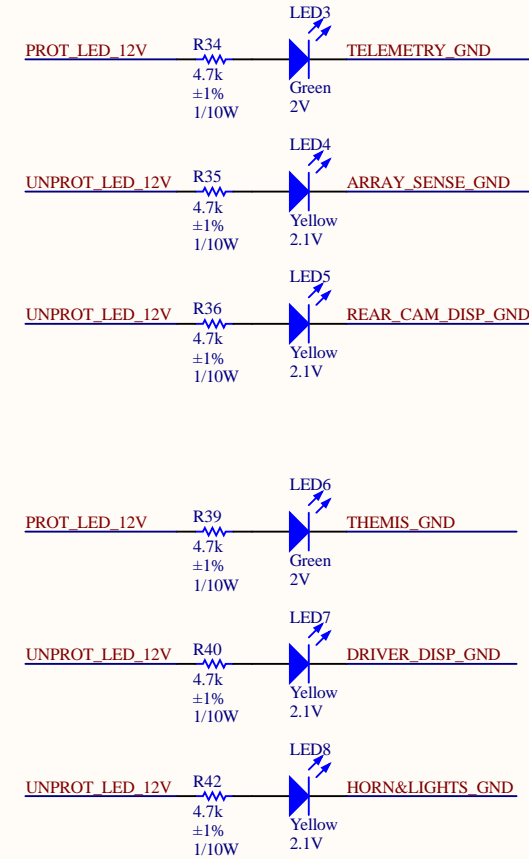 LED3
PROT_LED_12V R34 TELEMETRY_GND
4.7k
±1%
1/10W
Green
2V
LED4
UNPROT_LED_12V R35 ARRAY_SENSE_GND
4.7k
±1%
1/10W
Yellow
2.1V
LED5
UNPROT_LED_12V R36 REAR_CAM_DISP_GND
4.7k
±1%
1/10W
Yellow
2.1V
LED6
PROT_LED_12V R39 THEMIS_GND
4.7k
±1%
1/10W
Green
2V
LED7
UNPROT_LED_12V R40 DRIVER_DISP_GND
4.7k
±1%
1/10W
Yellow
2.1V
LED8
UNPROT_LED_12V R42 HORN&LIGHTS_GND
4.7k
±1%
1/10W
Yellow
2.1V